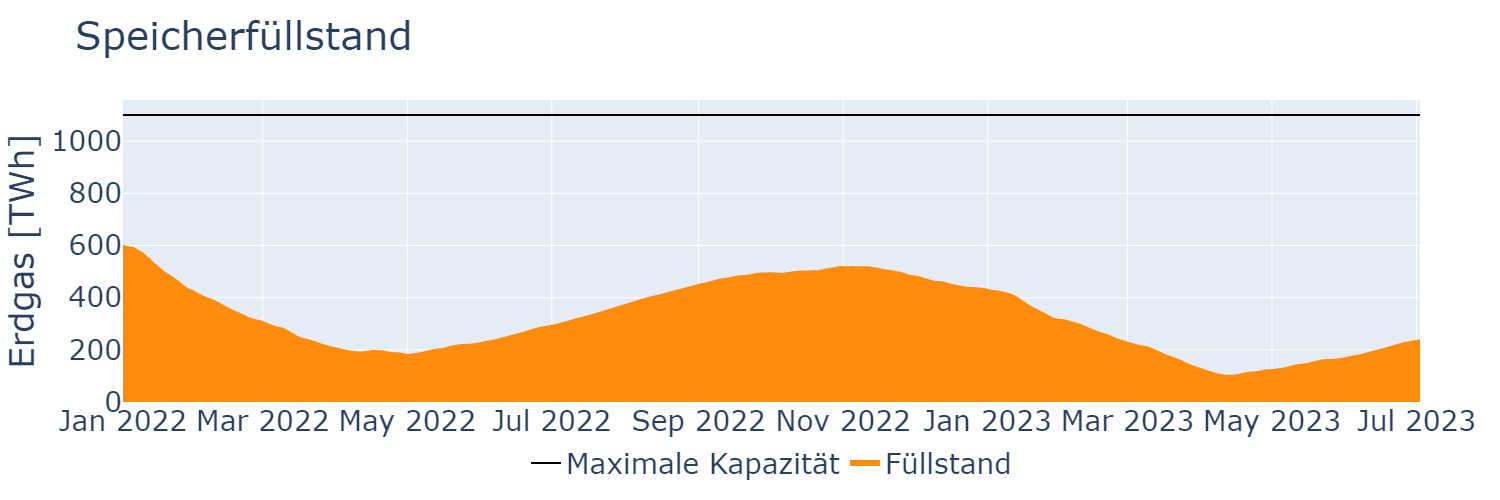 Speicherfüllstand
Erdgas [TWh]
1000
800
600
400
200
0
Jan 2022 Mar 2022 May 2022 Jul 2022 Sep 2022 Nov 2022 Jan 2023 Mar 2023 May 2023 Jul 2023
Maximale Kapazität Füllstand